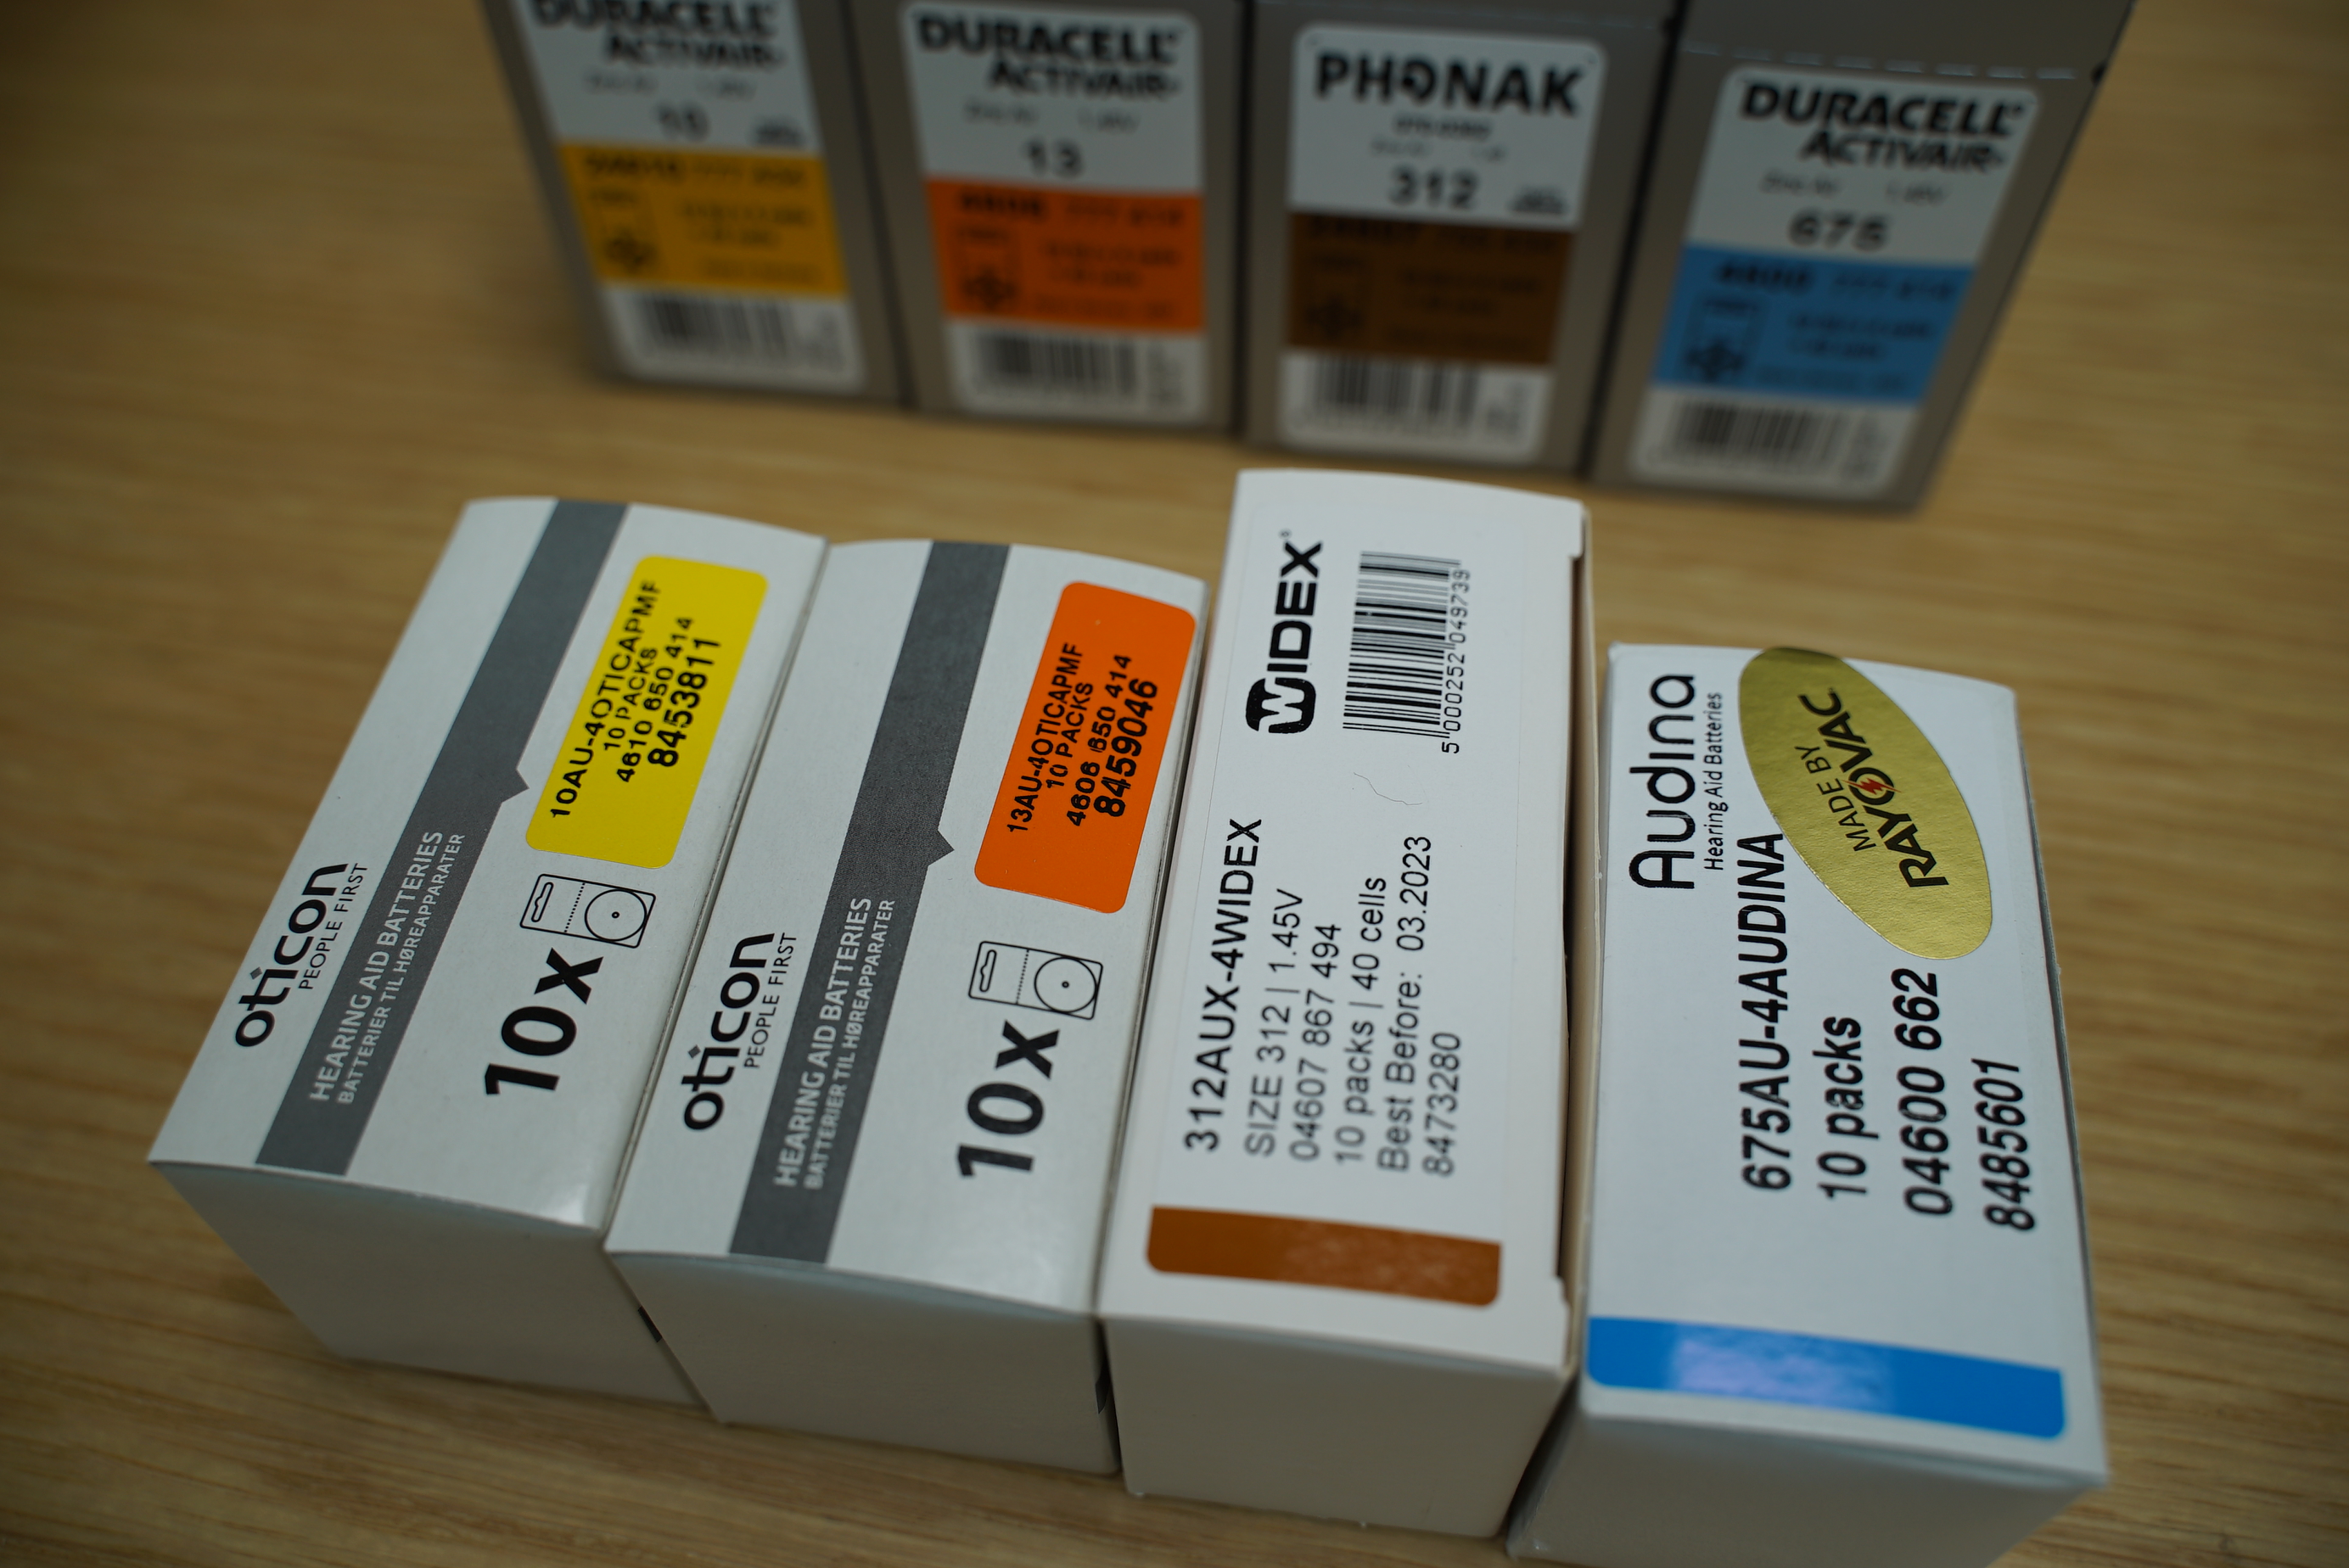 DURACELL
ACTIVAIR
10
DURACELL
ACTIVAIR
13
PHONAK
312
DURACELL
ACTIVAIR
675
4600
oticon
PEOPLE FIRST
HEARING AID BATTERIES
BATTERIER TIL HØREAPPARATER
10x
10AU-4OTICAPMF
10 PACKS
4610 650 414
8453811
oticon
PEOPLE FIRST
HEARING AID BATTERIES
BATTERIER TIL HØREAPPARATER
10x
13AU-4OTICAPMF
10 PACKS
4606 650 414
8459046
WIDEX
5 000252 049739
312AUX-4WIDEX
SIZE 312 | 1.45V
04607 867 494
10 packs | 40 cells
Best Before: 03.2023
8473280
Audina
Hearing Aid Batteries
MADE BY
RAYOVAC
675AU-4AUDINA
10 packs
04600 662
8485601